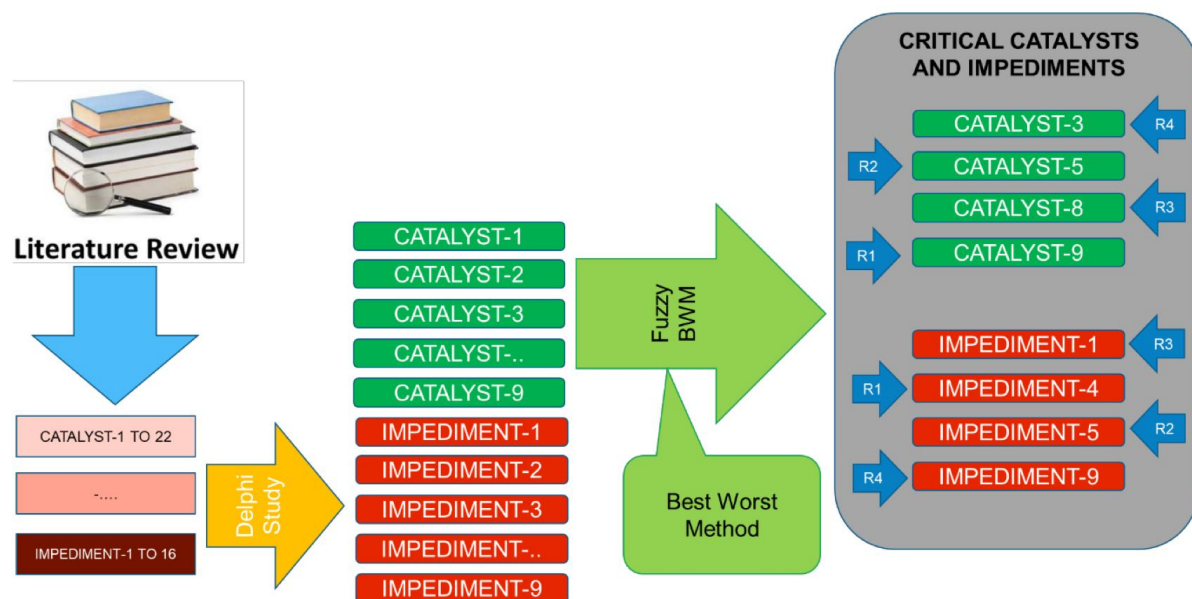 Literature Review
CATALYST-1 TO 22
-....
IMPEDIMENT-1 TO 16
Delphi
Study
CATALYST-1
CATALYST-2
CATALYST-3
CATALYST-..
CATALYST-9
IMPEDIMENT-1
IMPEDIMENT-2
IMPEDIMENT-3
IMPEDIMENT-..
IMPEDIMENT-9
Fuzzy
BWM
Best Worst
Method
CRITICAL CATALYSTS
AND IMPEDIMENTS
CATALYST-3
R4
R2
CATALYST-5
CATALYST-8
R3
R1
CATALYST-9
IMPEDIMENT-1
R3
R1
IMPEDIMENT-4
IMPEDIMENT-5
R2
R4
IMPEDIMENT-9